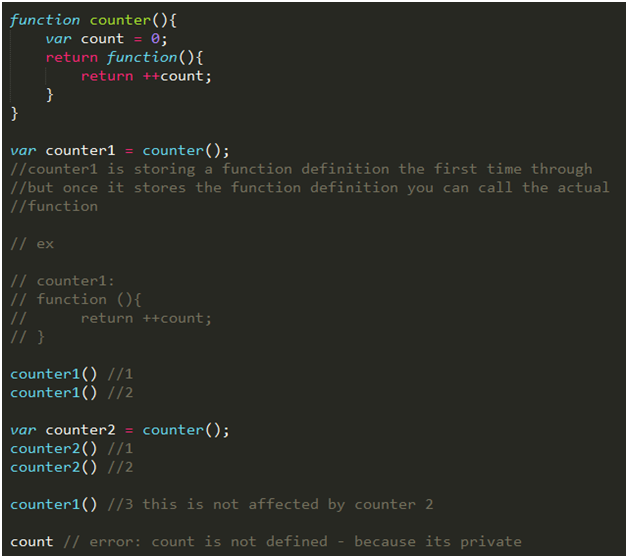 function counter(){
    var count = 0;
    return function(){
        return ++count;
    }
}
var counter1 = counter();
//counter1 is storing a function definition the first time through
//but once it stores the function definition you can call the actual
//function
// ex
// counter1:
// function (){
//      return ++count;
// }
counter1() //1
counter1() //2
var counter2 = counter();
counter2() //1
counter2() //2
counter1() //3 this is not affected by counter 2
count // error: count is not defined - because its private